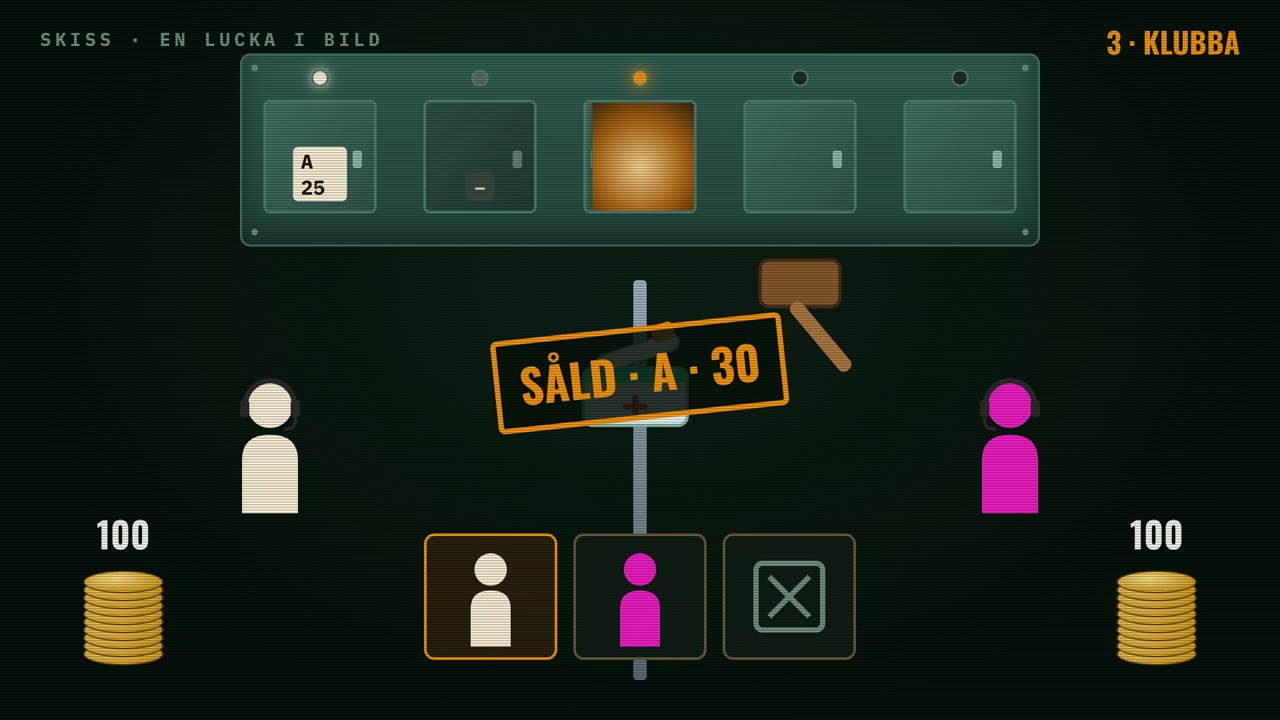 SKISS · EN LUCKA I BILD
3 · KLUBBA
A
25
–
SÅLD · A · 30
100
100